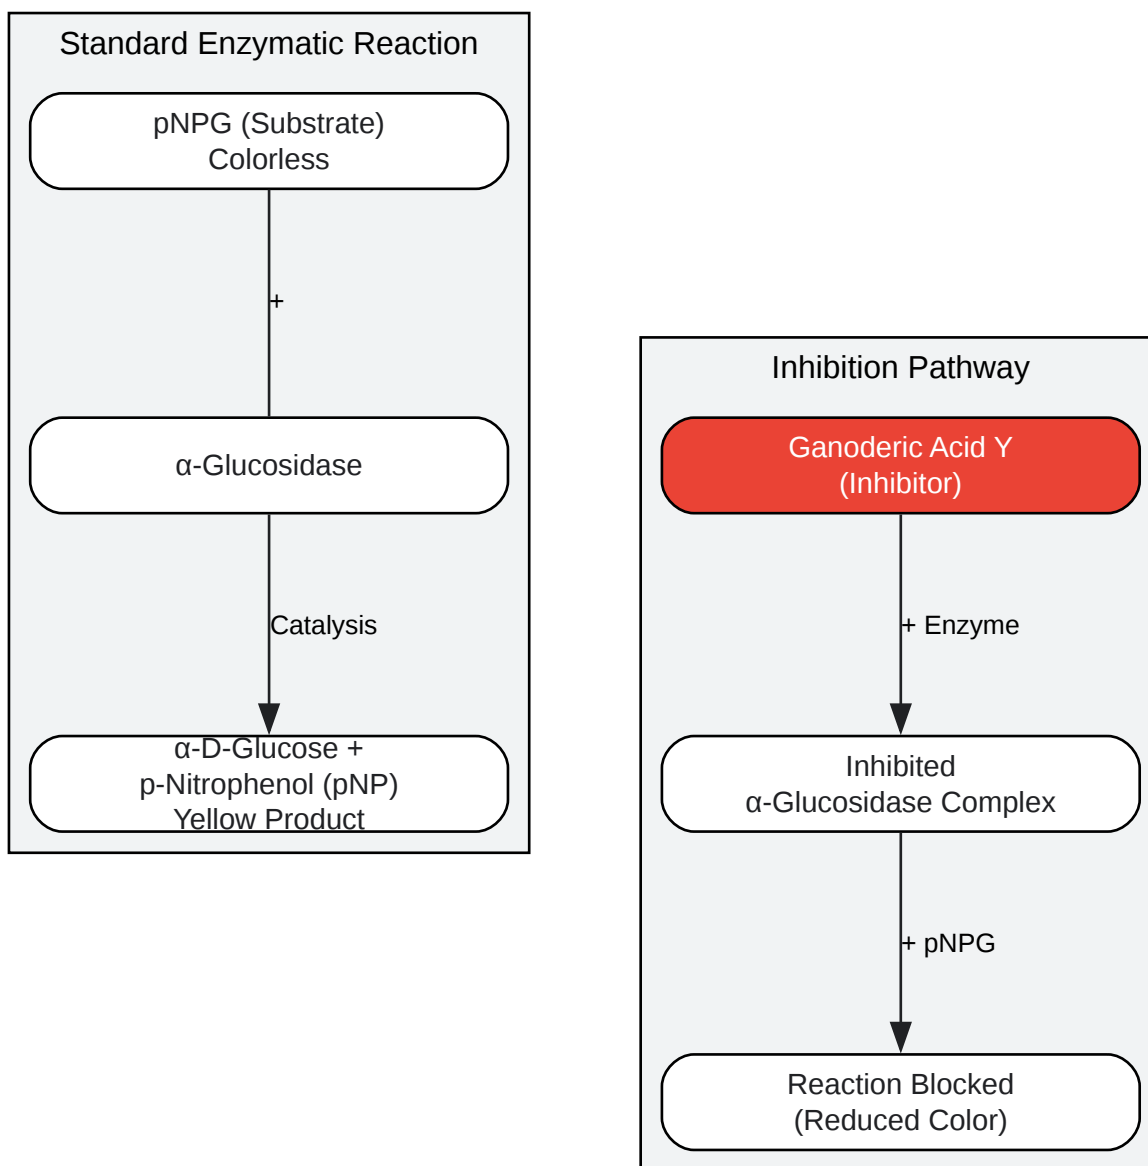 Standard Enzymatic Reaction
pNPG (Substrate)
Colorless
+
α-Glucosidase
Catalysis
α-D-Glucose +
p-Nitrophenol (pNP)
Yellow Product
Inhibition Pathway
Ganoderic Acid Y
(Inhibitor)
+ Enzyme
Inhibited
α-Glucosidase Complex
+ pNPG
Reaction Blocked
(Reduced Color)